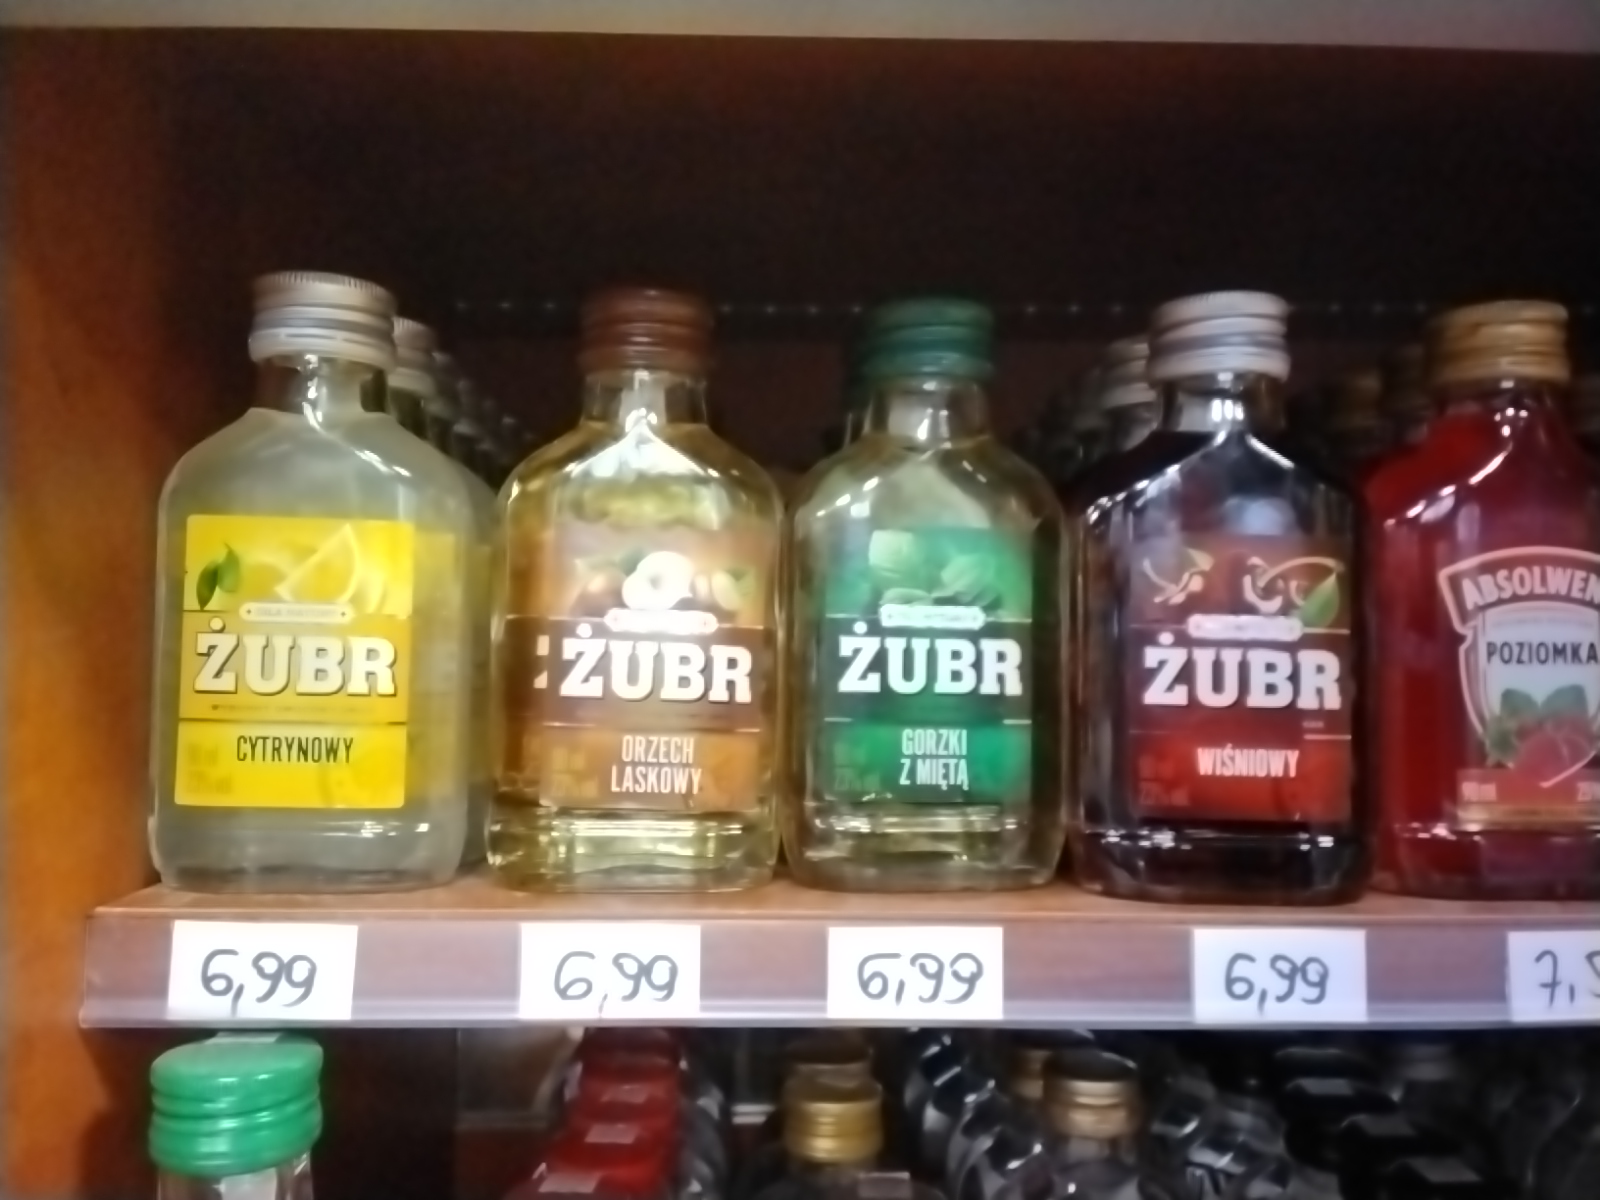 ŻUBR
CYTRYNOWY
ŻUBR
ORZECH
LASKOWY
ŻUBR
GORZKI
Z MIĘTĄ
ŻUBR
WIŚNIOWY
ABSOLWEN
POZIOMKA
6,99
6,99
6,99
6,99